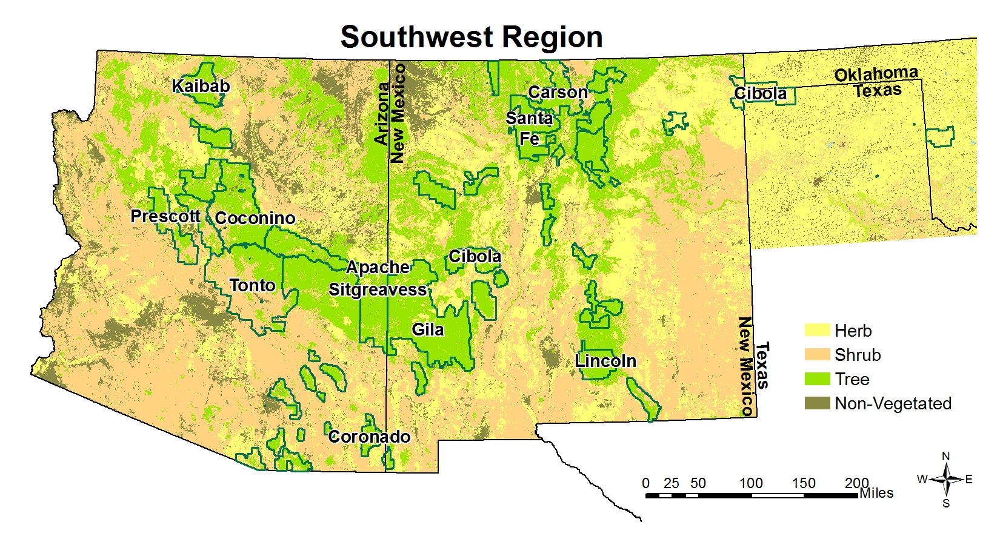 Southwest Region
Kaibab
Arizona
New Mexico
Carson
Santa
Fe
Cibola
Oklahoma
Texas
Prescott
Coconino
Tonto
Apache
Sitgreavess
Cibola
Gila
Lincoln
Coronado
New Mexico
Texas
Herb
Shrub
Tree
Non-Vegetated
0 25 50 100 150 200
Miles
N
W E
S